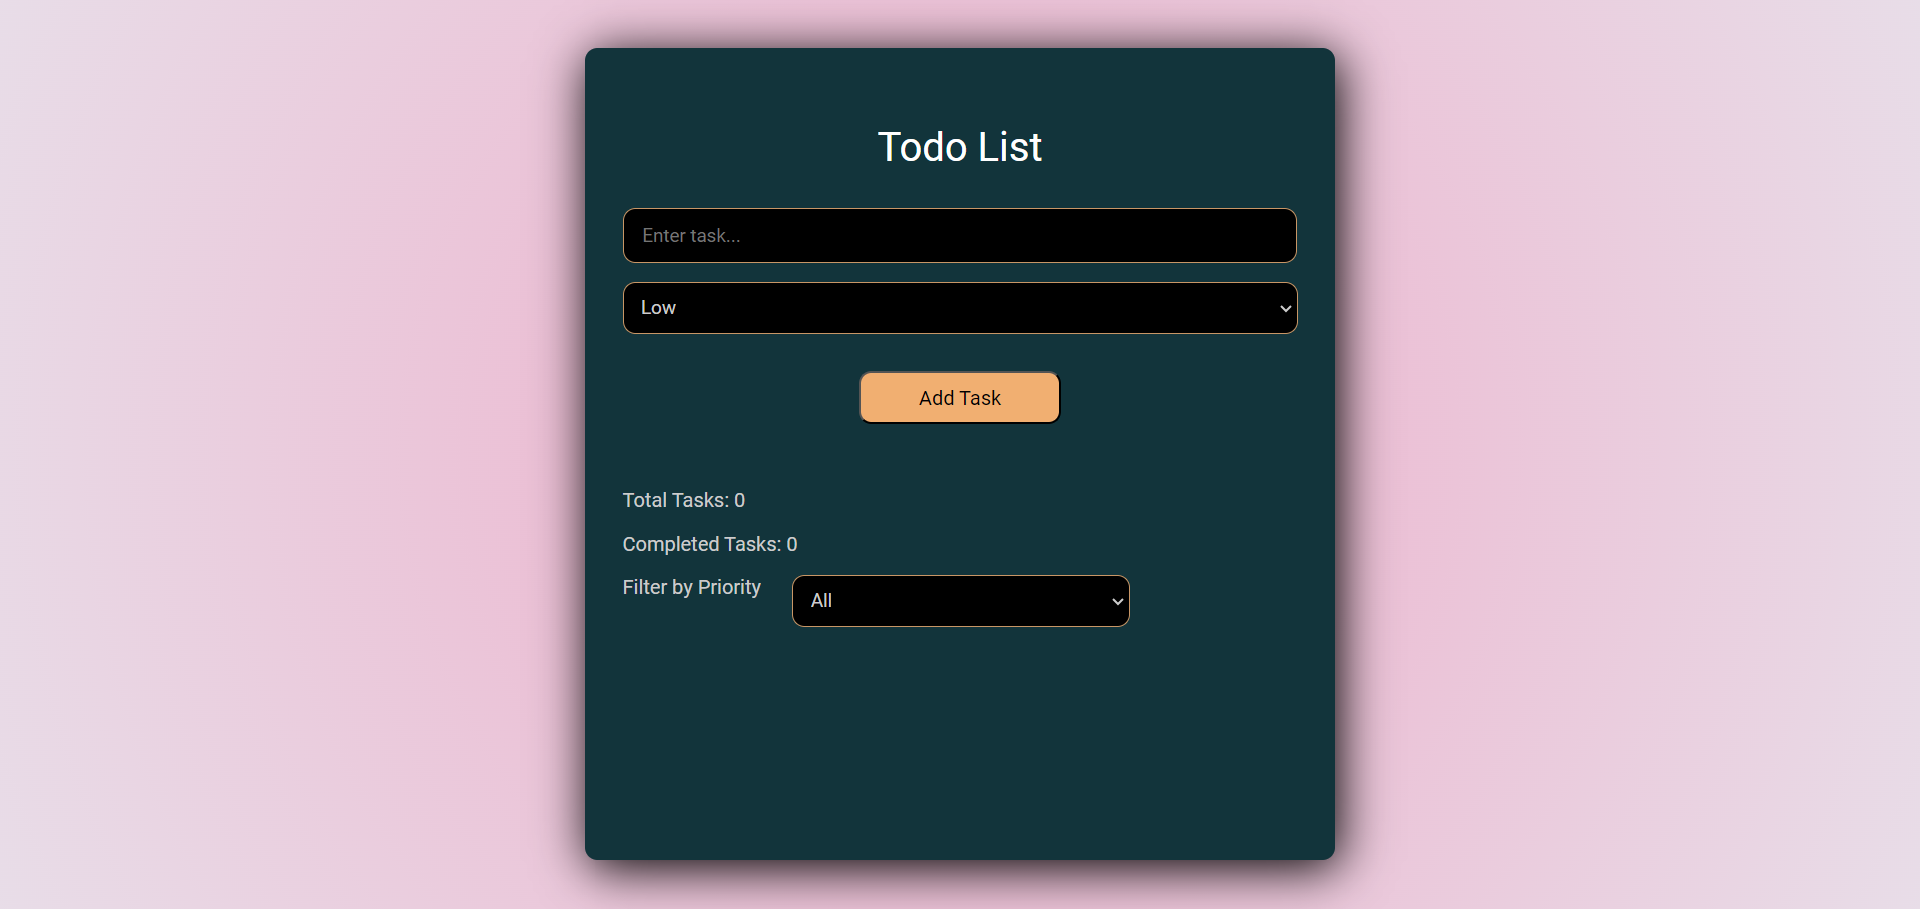 Todo List
Enter task...
Low
Add Task
Total Tasks: 0
Completed Tasks: 0
Filter by Priority
All